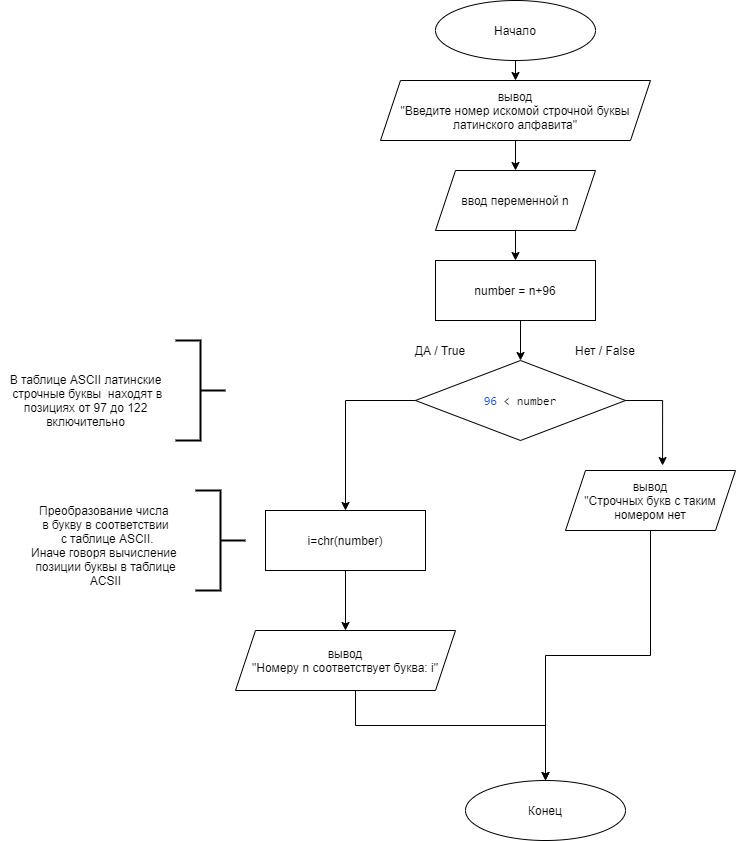 Начало
вывод
"Введите номер искомой строчной буквы
латинского алфавита"
ввод переменной n
number = n+96
ДА / True
Нет / False
96 < number
В таблице ASCII латинские
строчные буквы находят в
позициях от 97 до 122
включительно
вывод
"Строчных букв с таким
номером нет
Преобразование числа
в букву в соответствии
с таблице ASCII.
Иначе говоря вычисление
позиции буквы в таблице
ACSII
i=chr(number)
вывод
"Номеру n соответствует буква: i"
Конец